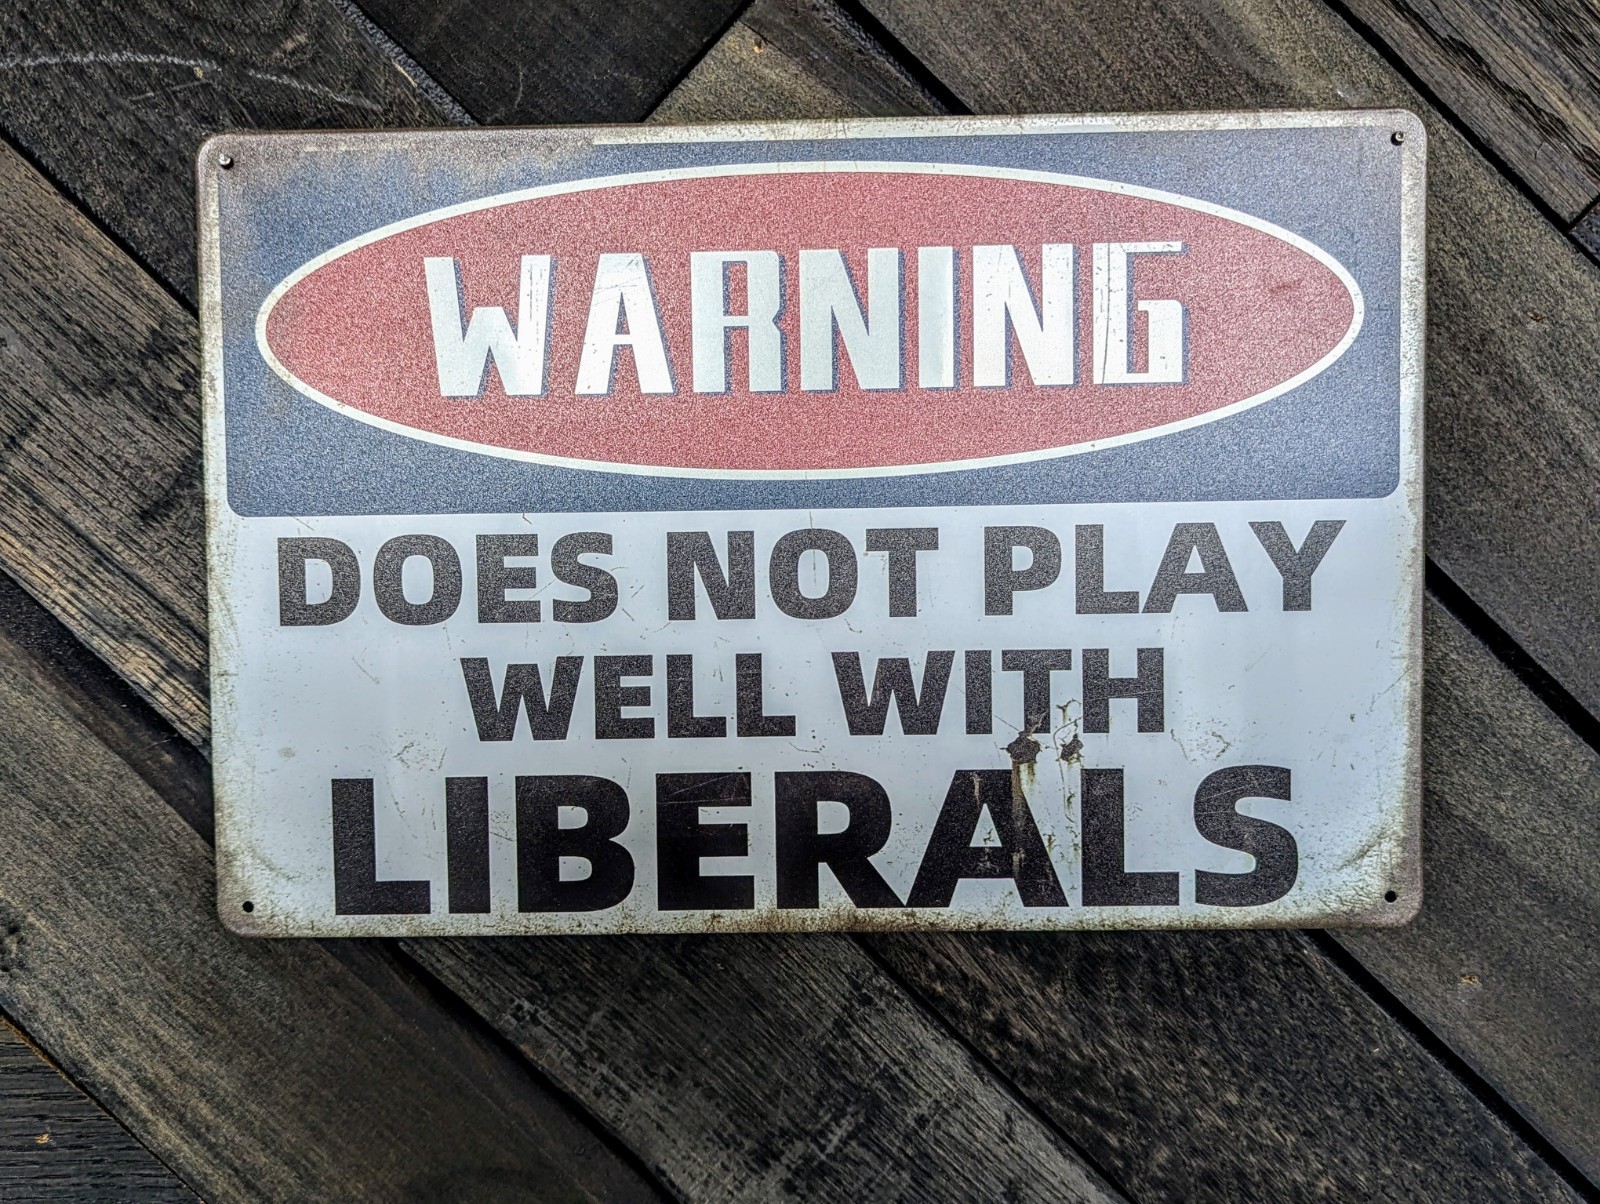 WARNING
DOES NOT PLAY
WELL WITH
LIBERALS